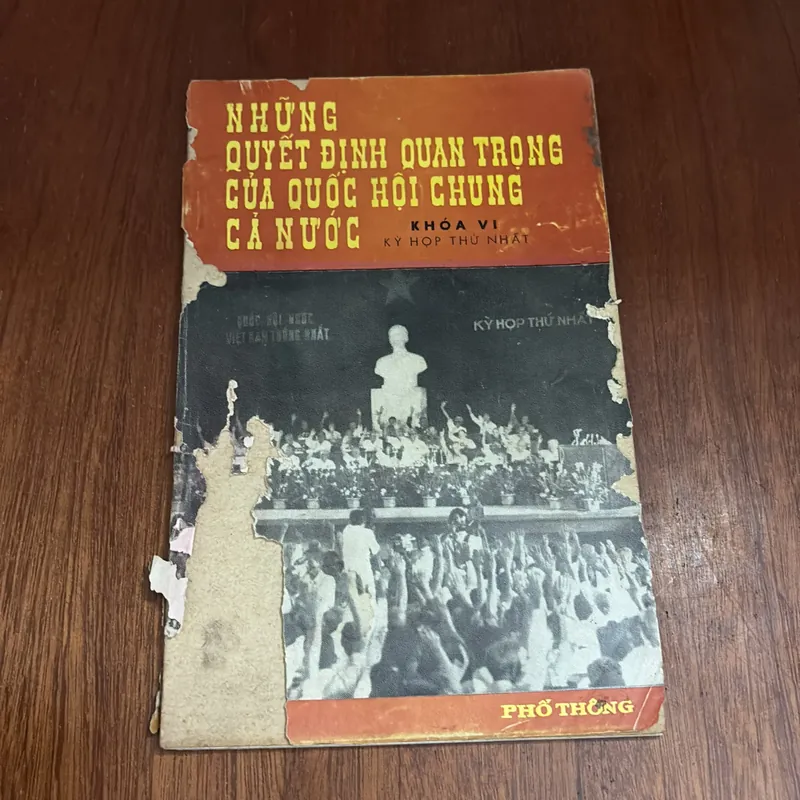 NHỮNG
QUYẾT ĐỊNH QUAN TRỌNG
CỦA QUỐC HỘI CHUNG
CẢ NƯỚC
KHÓA VI
KỲ HỌP THỨ NHẤT
QUỐC HỘI NƯỚC
VIỆT NAM THỐNG NHẤT
KỲ HỌP THỨ NHẤT
PHỔ THÔNG